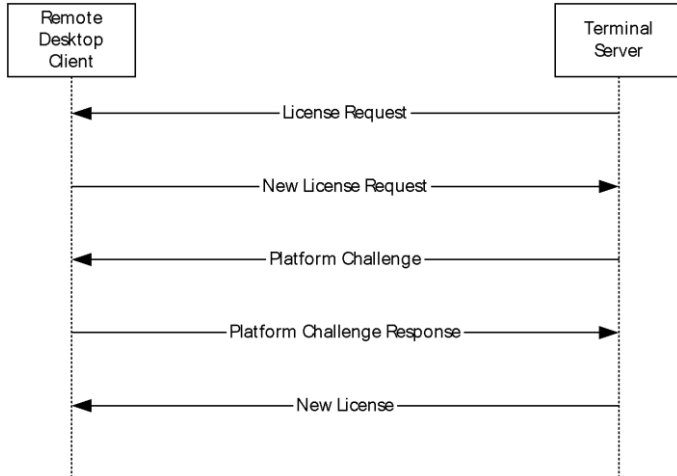 Remote
Desktop
Client
Terminal
Server
License Request
New License Request
Platform Challenge
Platform Challenge Response
New License